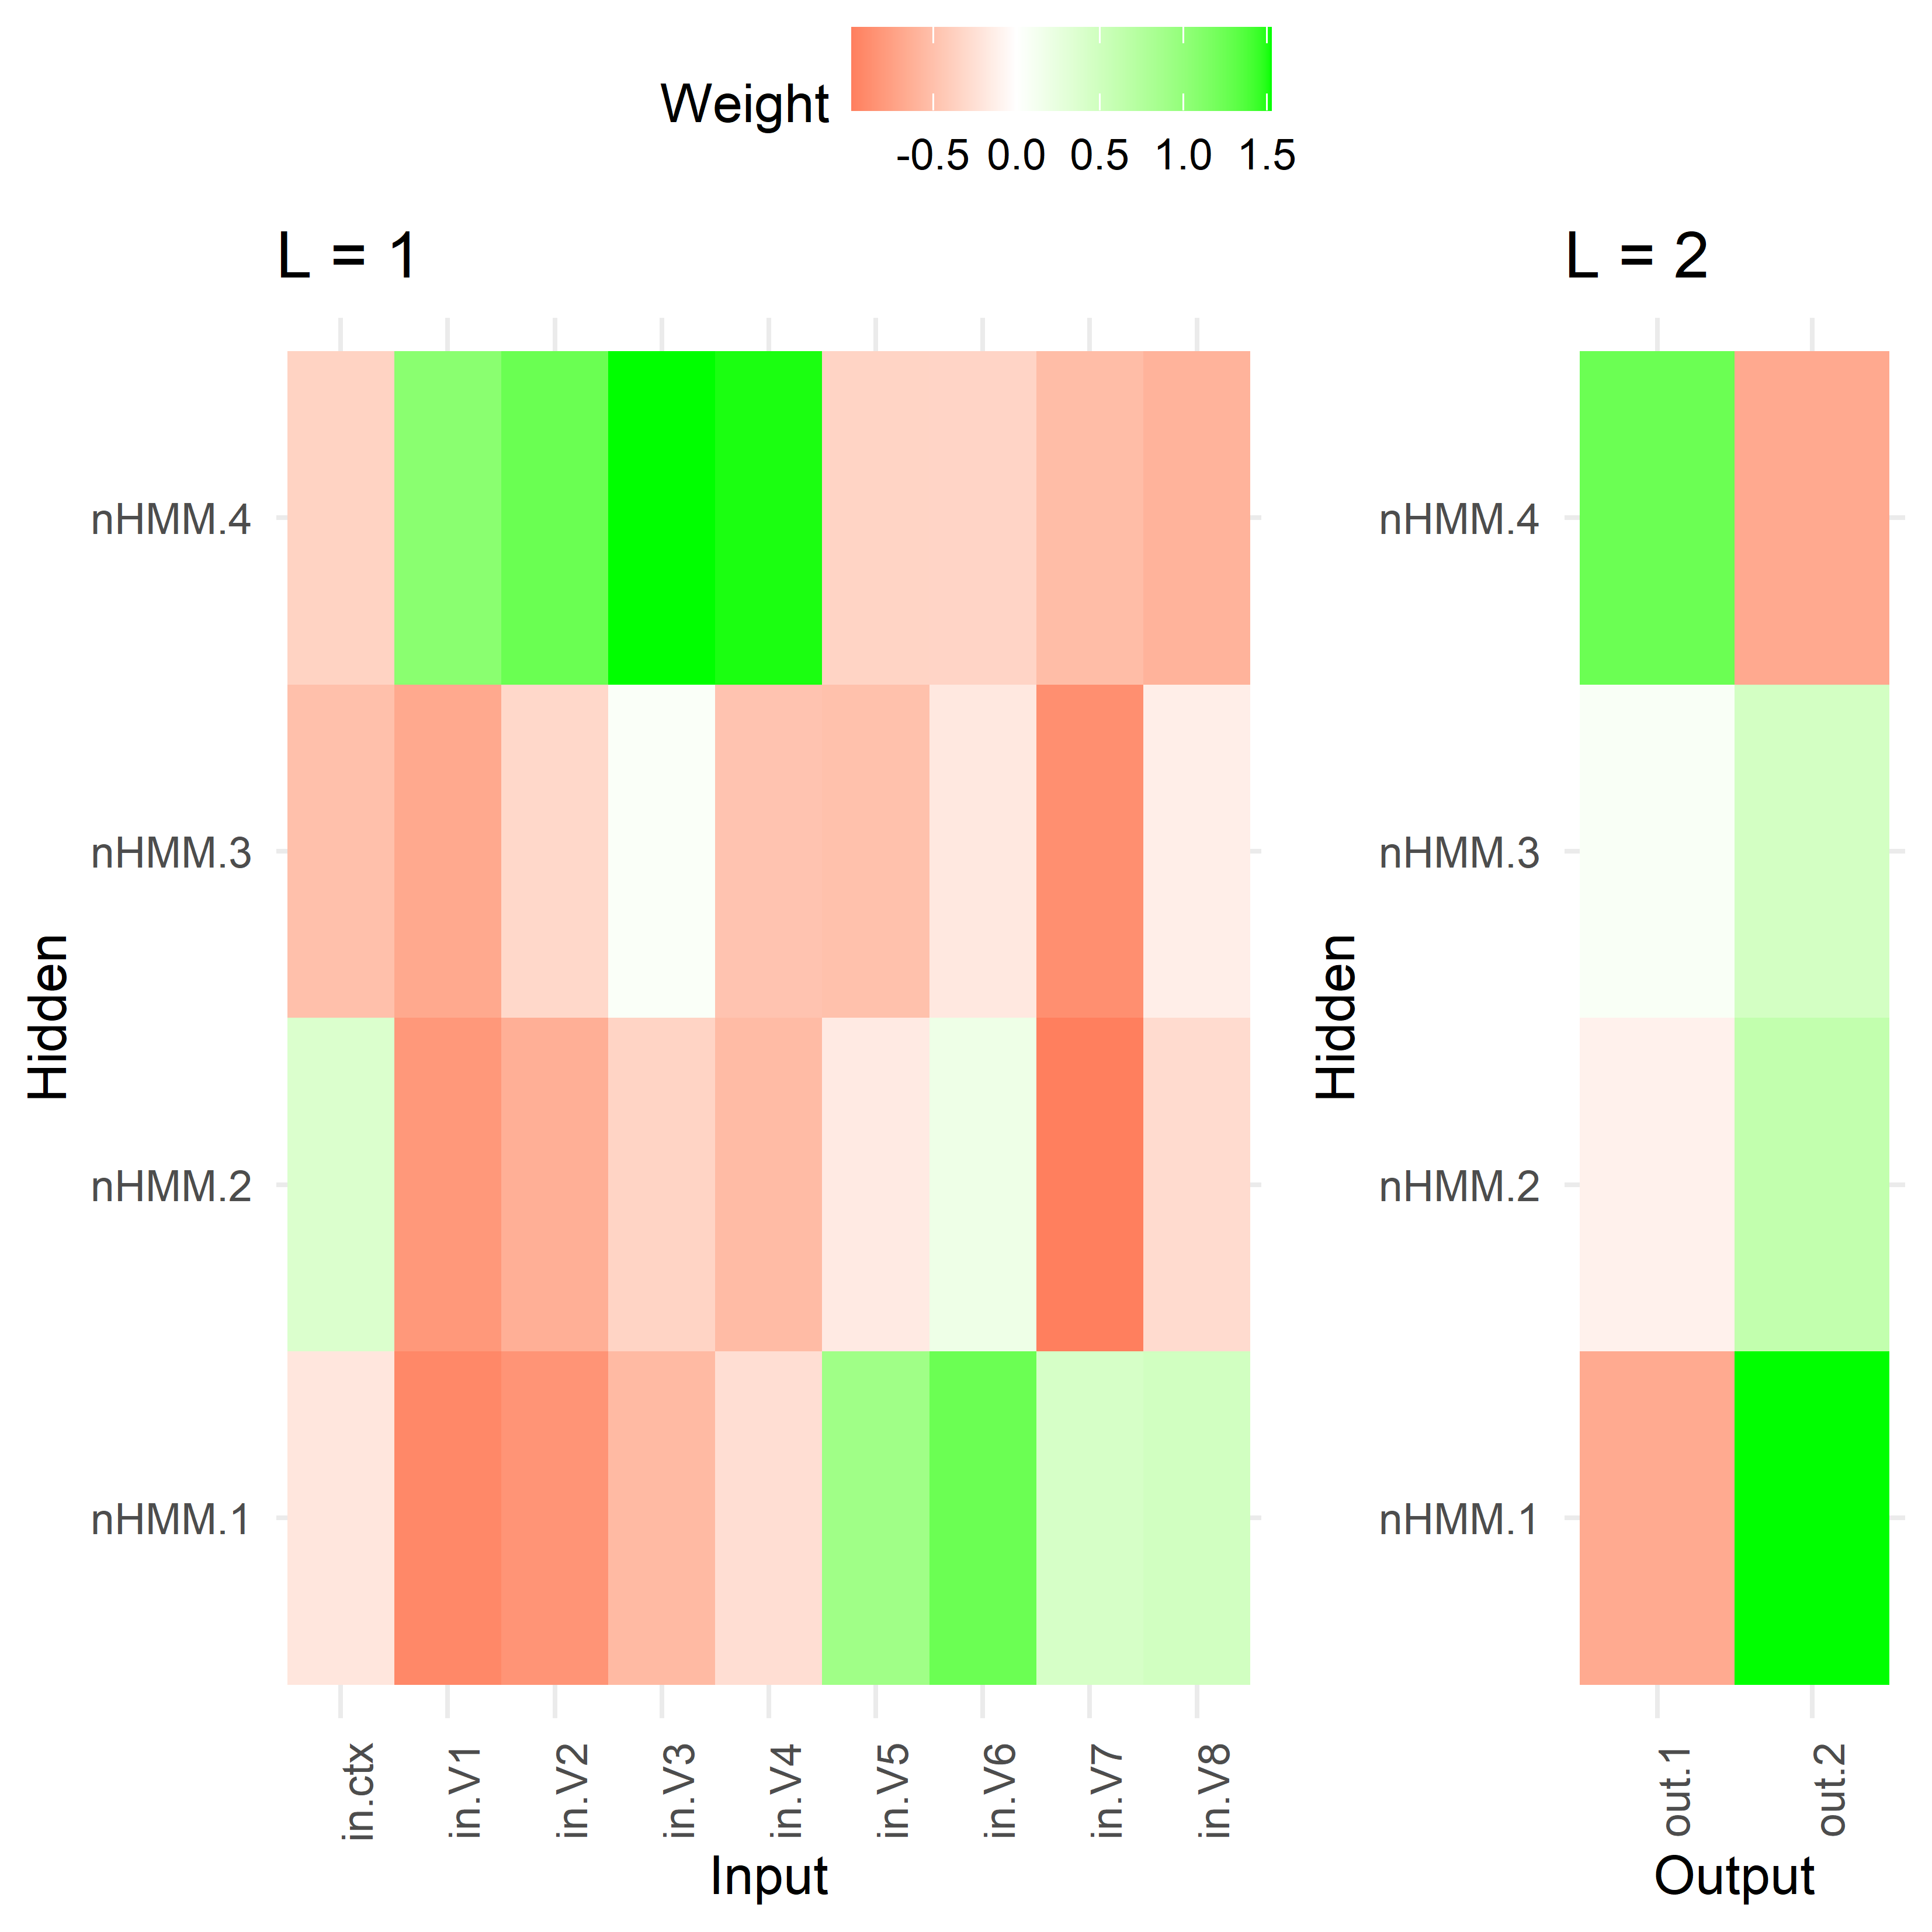 Weight
-0.5 0.0 0.5 1.0 1.5
L = 1
Hidden
nHMM.4
nHMM.3
nHMM.2
nHMM.1
in.ctx
in.V1
in.V2
in.V3
in.V4
in.V5
in.V6
in.V7
in.V8
Input
L = 2
Hidden
nHMM.4
nHMM.3
nHMM.2
nHMM.1
out.1
out.2
Output